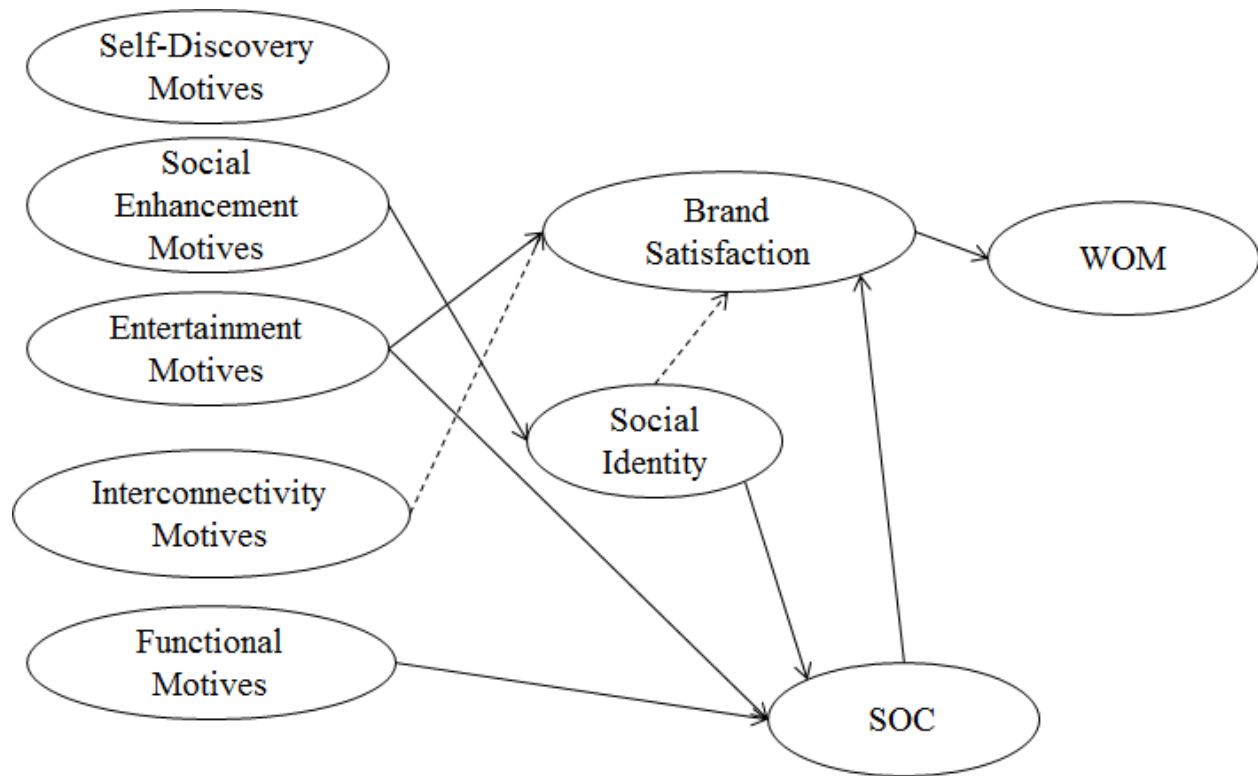 Self-Discovery
Motives
Social
Enhancement
Motives
Entertainment
Motives
Interconnectivity
Motives
Functional
Motives
Brand
Satisfaction
Social
Identity
WOM
SOC